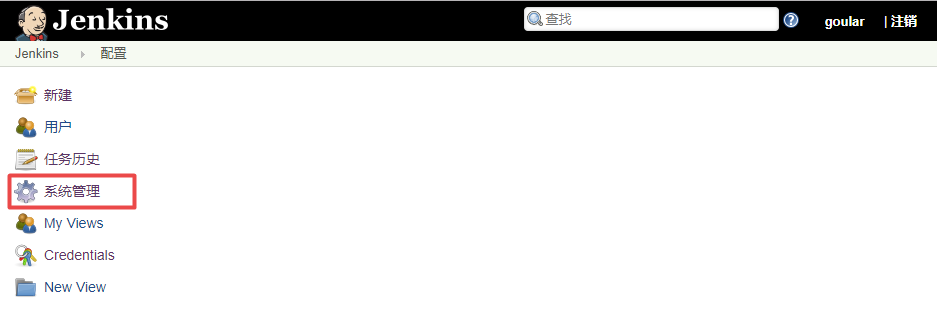 Jenkins
查找
?
goular
| 注销
Jenkins
配置
新建
用户
任务历史
系统管理
My Views
Credentials
New View